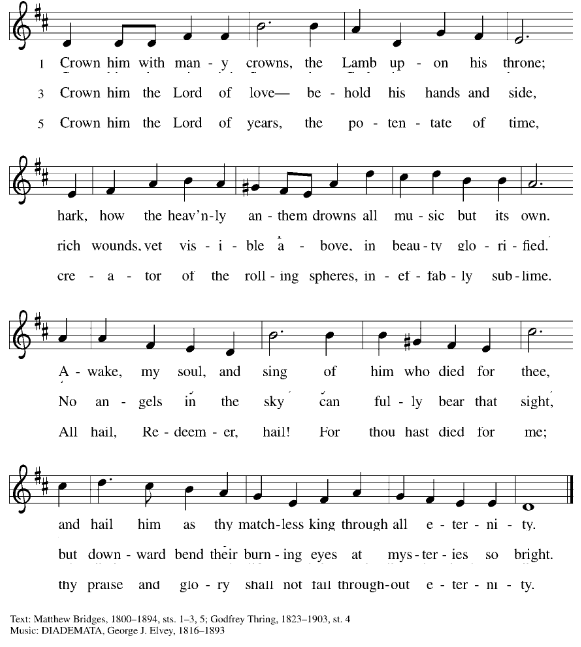 1 Crown him with man - y crowns, the Lamb up - on his throne;
3 Crown him the Lord of love— be - hold his hands and side,
5 Crown him the Lord of years, the po - ten - tate of time,
hark, how the heav'n-ly an - them drowns all mu - sic but its own.
rich wounds, yet vis - i - ble a - bove, in beau - ty glo - ri - fied.
cre - a - tor of the roll - ing spheres, in - ef - fab - ly sub - lime.
A - wake, my soul, and sing of him who died for thee,
No an - gels in the sky can ful - ly bear that sight,
All hail, Re - deem - er, hail! For thou hast died for me;
and hail him as thy match-less king through all e - ter - ni - ty.
but down - ward bend their burn - ing eyes at mys - ter - ies so bright.
thy praise and glo - ry shall not fail through-out e - ter - ni - ty.
Text: Matthew Bridges, 1800–1894, sts. 1–3, 5; Godfrey Thring, 1823–1903, st. 4
Music: DIADEMATA, George J. Elvey, 1816–1893